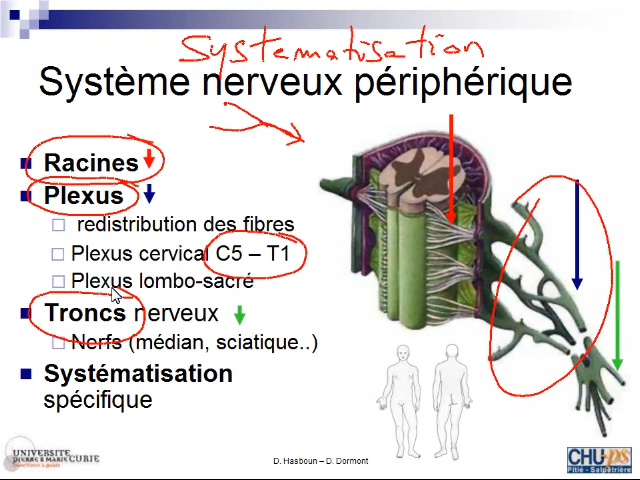 Systematisation
Système nerveux périphérique
Racines
Plexus
redistribution des fibres
Plexus cervical C5 – T1
Plexus lombo-sacré
Troncs nerveux
Nerfs (médian, sciatique..)
Systématisation
spécifique
UNIVERSITE
PIERRE & MARIE CURIE
D. Hasboun – D. Dormont
CHU ps
Pitié - Salpêtrière